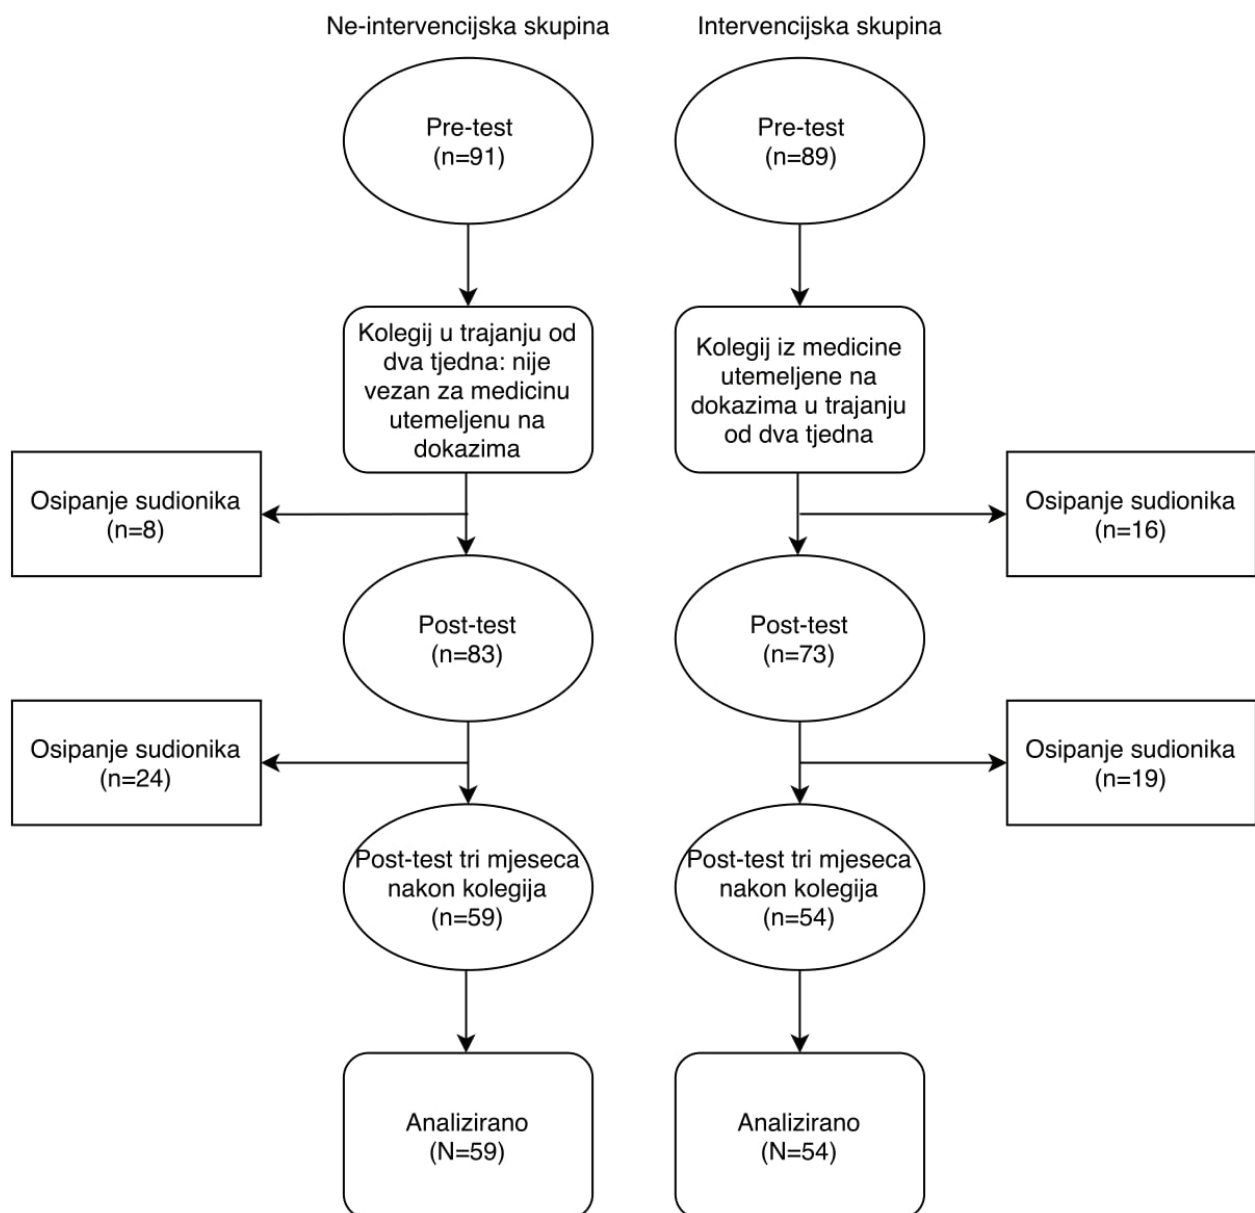 Ne-intervencijska skupina
Intervencijska skupina
Pre-test
(n=91)
Pre-test
(n=89)
Kolegij u trajanju od
dva tjedna: nije
vezan za medicinu
utemeljenu na
dokazima
Kolegij iz medicine
utemeljene na
dokazima u trajanju
od dva tjedna
Osipanje sudionika
(n=8)
Osipanje sudionika
(n=16)
Post-test
(n=83)
Post-test
(n=73)
Osipanje sudionika
(n=24)
Osipanje sudionika
(n=19)
Post-test tri mjeseca
nakon kolegija
(n=59)
Post-test tri mjeseca
nakon kolegija
(n=54)
Analizirano
(N=59)
Analizirano
(N=54)